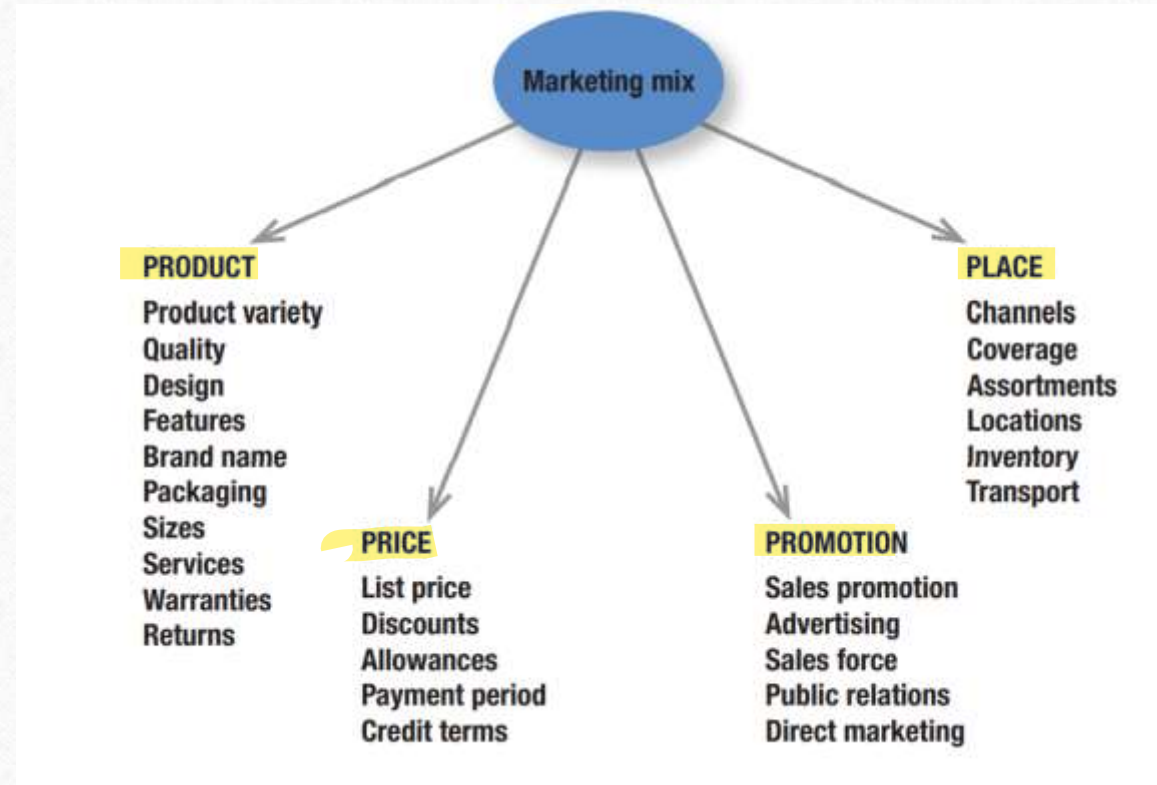 Marketing mix
PRODUCT
Product variety
Quality
Design
Features
Brand name
Packaging
Sizes
Services
Warranties
Returns
PRICE
List price
Discounts
Allowances
Payment period
Credit terms
PROMOTION
Sales promotion
Advertising
Sales force
Public relations
Direct marketing
PLACE
Channels
Coverage
Assortments
Locations
Inventory
Transport